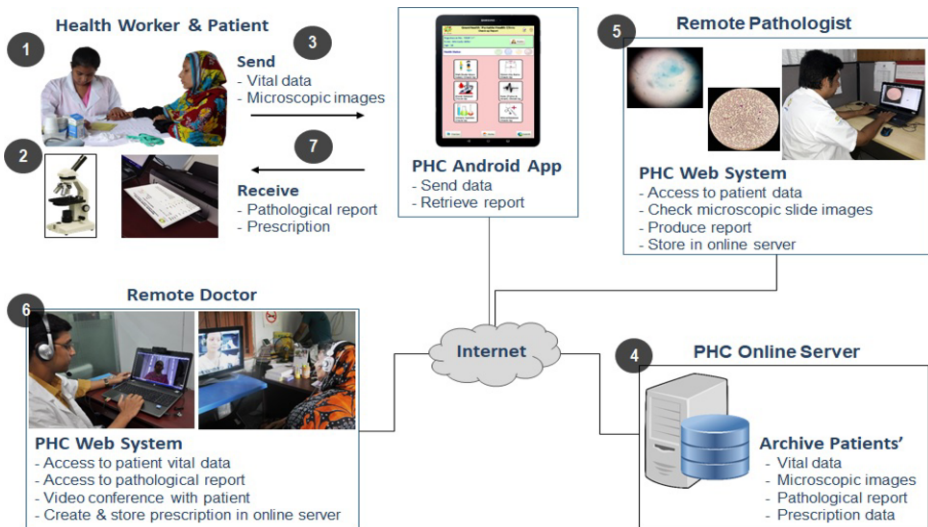 Health Worker & Patient
1
3
Send
- Vital data
- Microscopic images
2
7
Receive
- Pathological report
- Prescription
PHC Android App
- Send data
- Retrieve report
Remote Pathologist
5
PHC Web System
- Access to patient data
- Check microscopic slide images
- Produce report
- Store in online server
Remote Doctor
6
PHC Web System
- Access to patient vital data
- Access to pathological report
- Video conference with patient
- Create & store prescription in online server
Internet
PHC Online Server
4
Archive Patients'
- Vital data
- Microscopic images
- Pathological report
- Prescription data